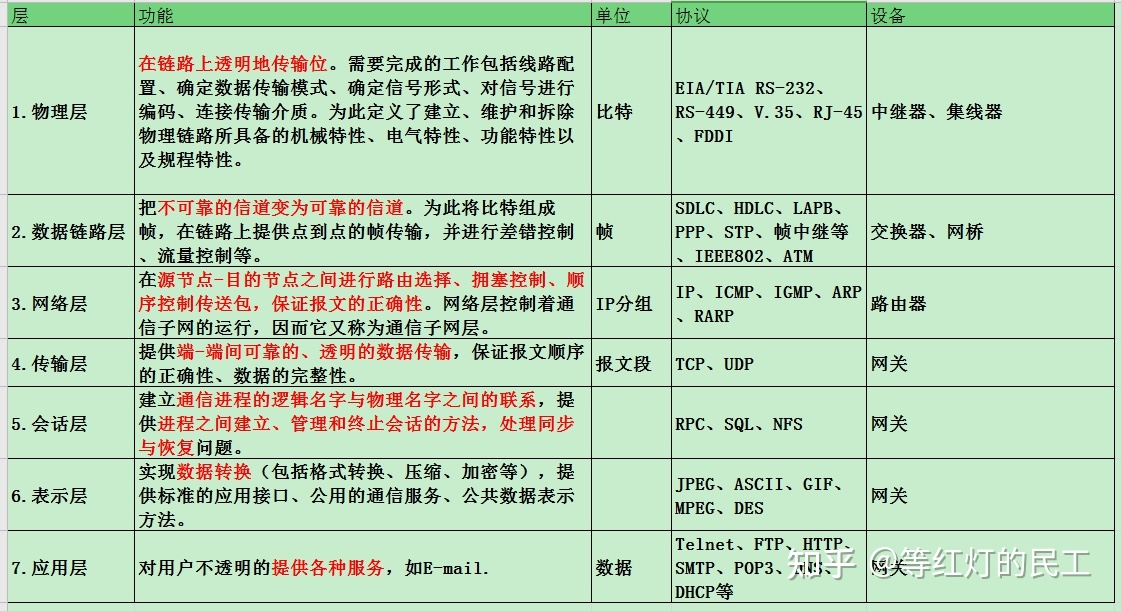 层 功能 单位 协议 设备
1.物理层
在链路上透明地传输位。需要完成的工作包括线路配
置、确定数据传输模式、确定信号形式、对信号进行
编码、连接传输介质。为此定义了建立、维护和拆除
物理链路所具备的机械特性、电气特性、功能特性以
及规程特性。
比特
EIA/TIA RS-232、
RS-449、V.35、RJ-45
、FDDI
中继器、集线器
2.数据链路层
把不可靠的信道变为可靠的信道。为此将比特组成
帧，在链路上提供点到点的帧传输，并进行差错控制
、流量控制等。
帧
SDLC、HDLC、LAPB、
PPP、STP、帧中继等
、IEEE802、ATM
交换器、网桥
3.网络层
在源节点-目的节点之间进行路由选择、拥塞控制、顺
序控制传送包，保证报文的正确性。网络层控制着通
信子网的运行，因而它又称为通信子网层。
IP分组
IP、ICMP、IGMP、ARP
、RARP
路由器
4.传输层
提供端-端间可靠的、透明的数据传输，保证报文顺序
的正确性、数据的完整性。
报文段
TCP、UDP
网关
5.会话层
建立通信进程的逻辑名字与物理名字之间的联系，提
供进程之间建立、管理和终止会话的方法，处理同步
与恢复问题。
RPC、SQL、NFS
网关
6.表示层
实现数据转换（包括格式转换、压缩、加密等），提
供标准的应用接口、公用的通信服务、公共数据表示
方法。
JPEG、ASCII、GIF、
MPEG、DES
网关
7.应用层
对用户不透明的提供各种服务，如E-mail.
数据
Telnet、FTP、HTTP、
SMTP、POP3、DNS、
DHCP等
网关
知乎 @等红灯的民工